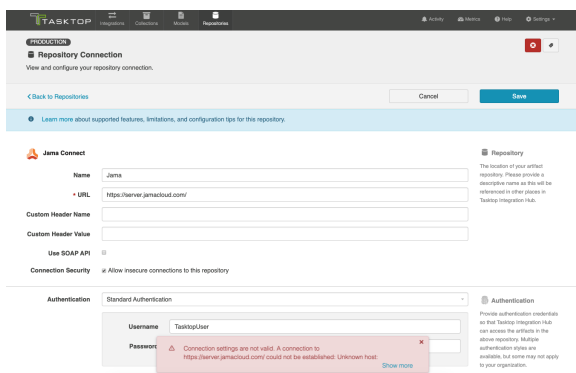 TASKTOP
Integrations
Collections
Models
Repositories
Activity
Metrics
Help
Settings
PRODUCTION
Repository Connection
View and configure your repository connection.
Back to Repositories
Cancel
Save
Learn more about supported features, limitations, and configuration tips for this repository.
Jama Connect
Name
Jama
* URL
https://server.jamacloud.com/
Custom Header Name
Custom Header Value
Use SOAP API
Connection Security
Allow insecure connections to this repository
Repository
The location of your artifact
repository. Please provide a
descriptive name as this will be
referenced in other places in
Tasktop Integration Hub.
Authentication
Standard Authentication
Username
TasktopUser
Password
Connection settings are not valid. A connection to
https://server.jamacloud.com/ could not be established: Unknown host:
Show more
Authentication
Provide authentication credentials
so that Tasktop Integration Hub
can access the artifacts in the
above repository. Multiple
authentication styles are
available, but some may not apply
to your organization.